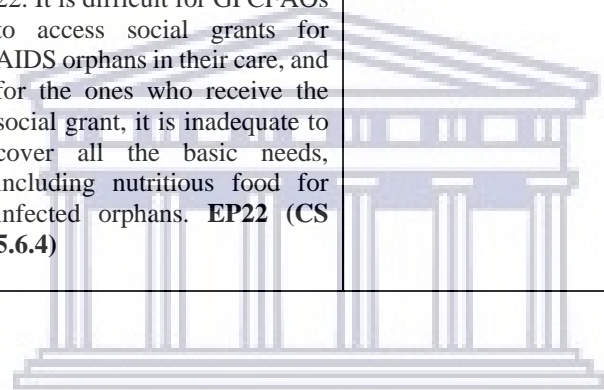 22. It is difficult for GPCFAOs
to access social grants for
AIDS orphans in their care, and
for the ones who receive the
social grant, it is inadequate to
cover all the basic needs,
including nutritious food for
infected orphans. EP22 (CS
5.6.4)